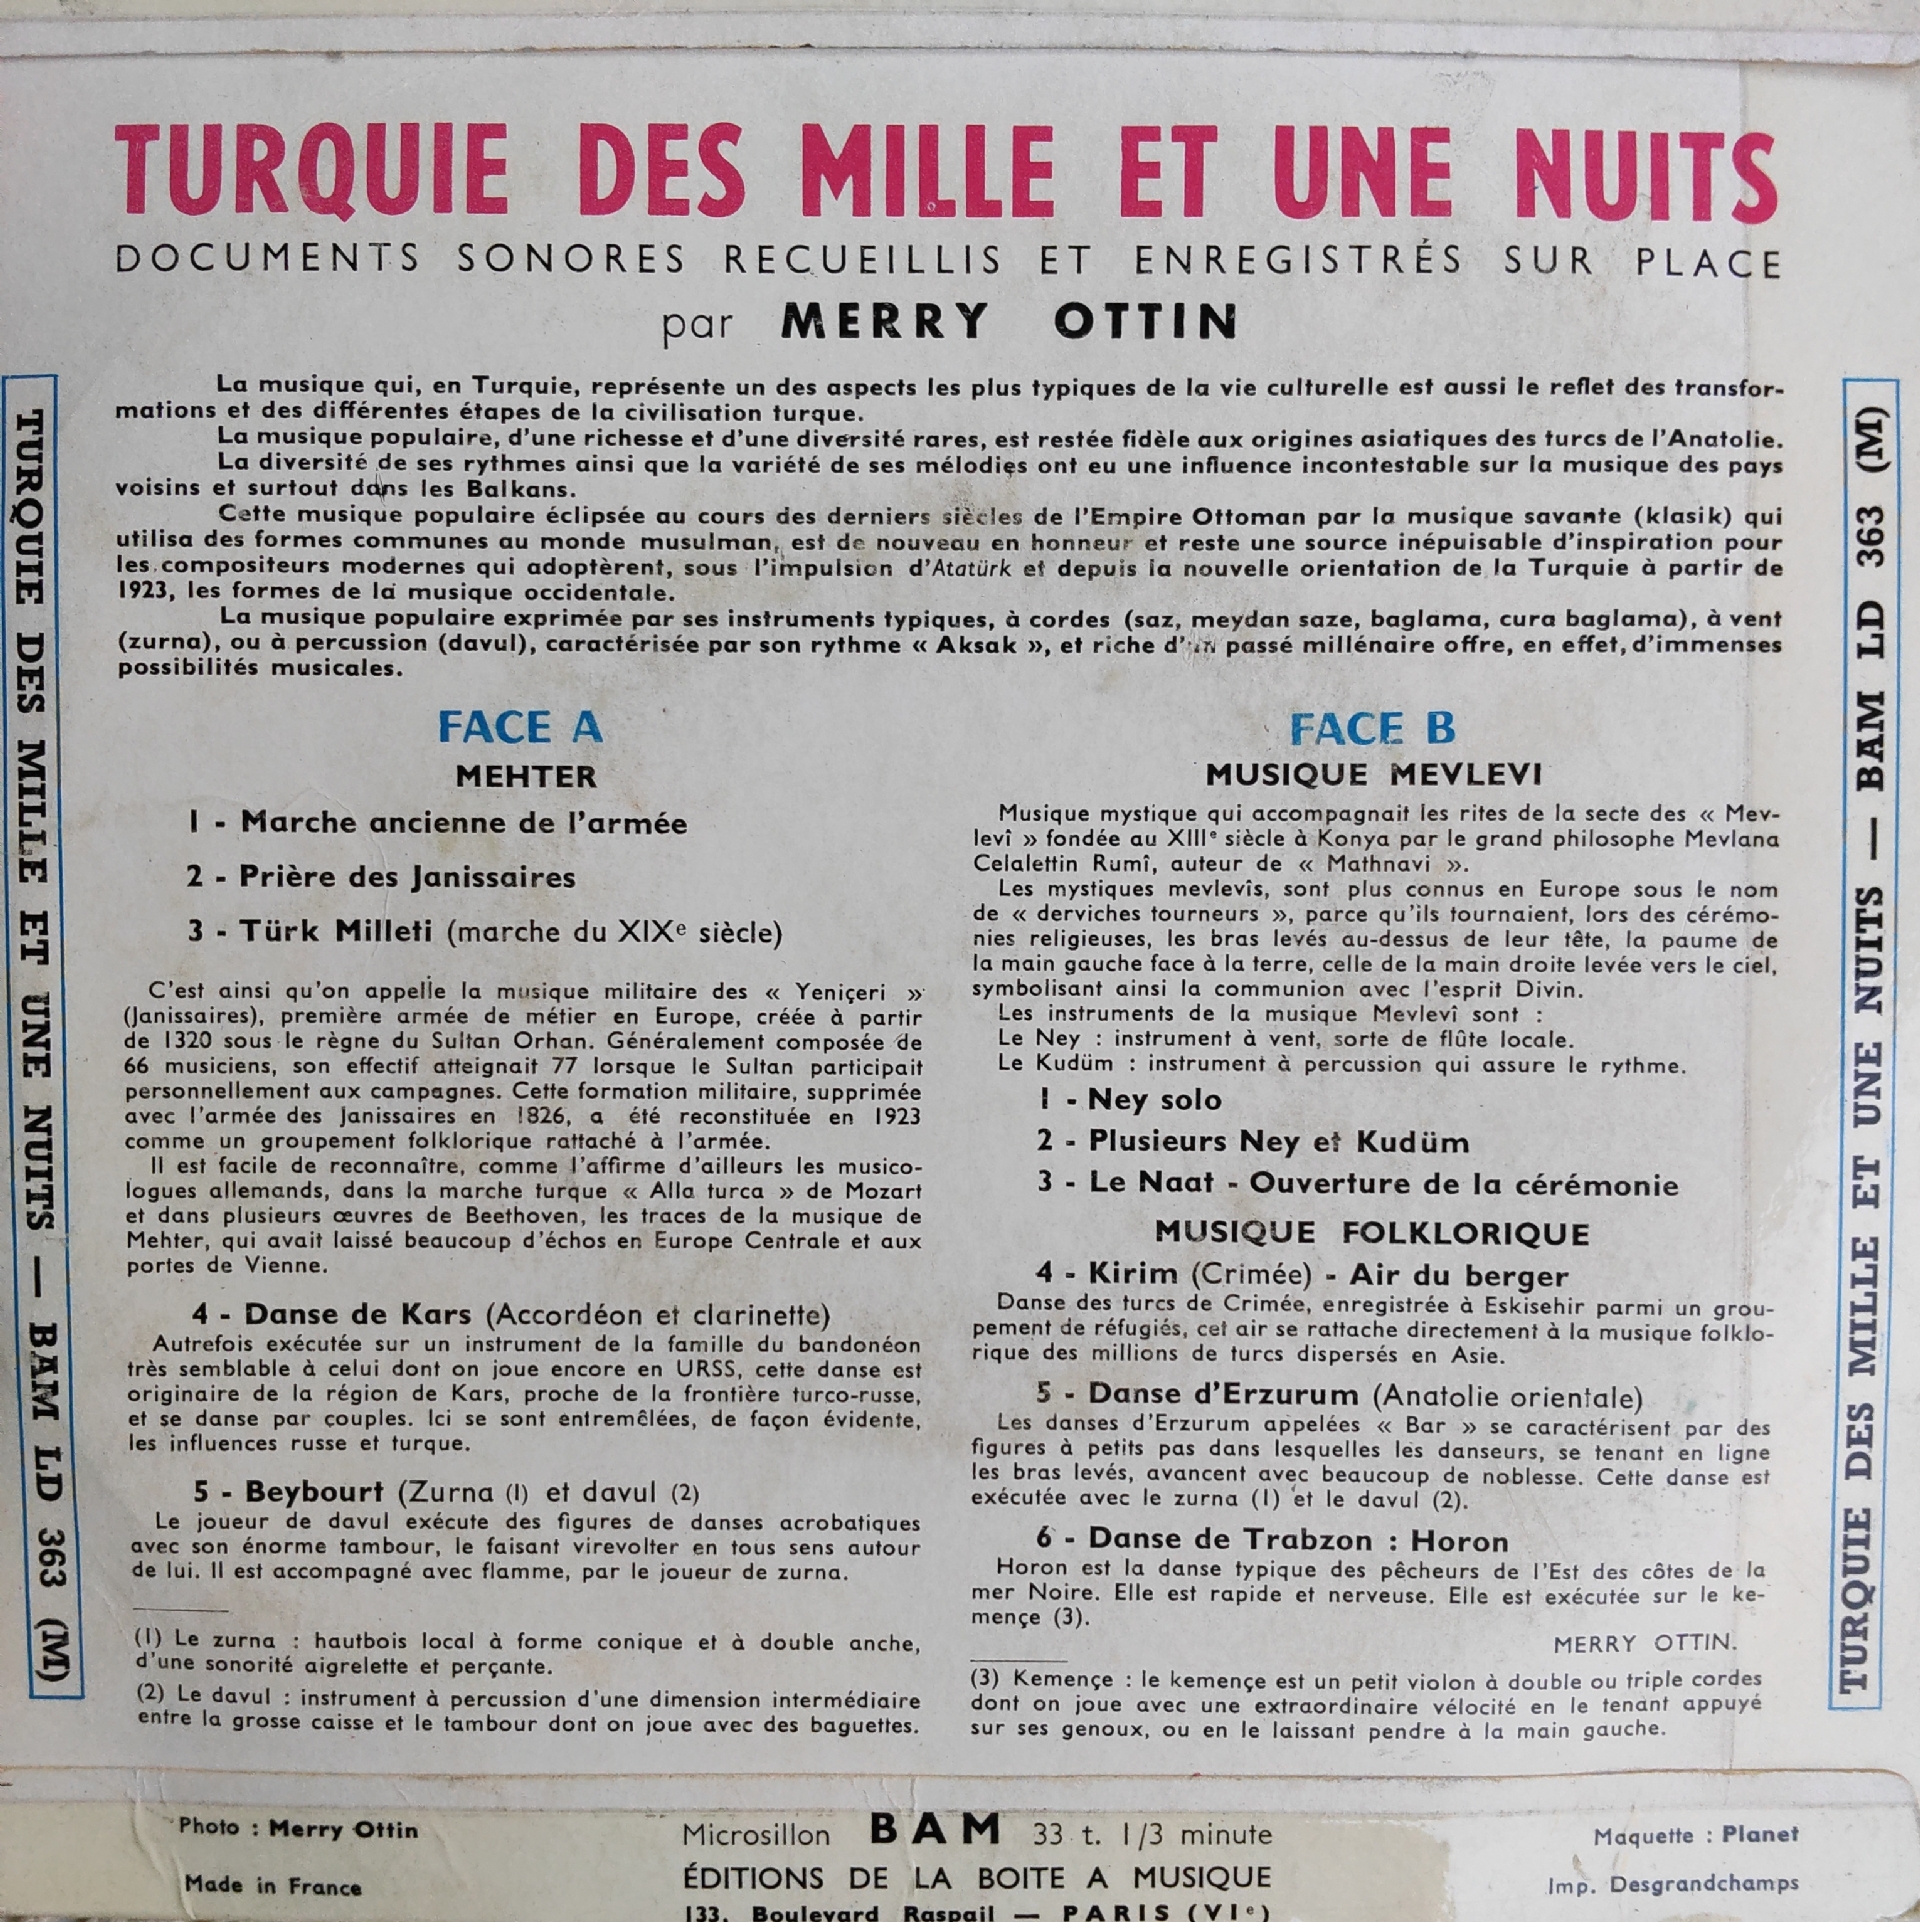 TURQUIE DES MILLE ET UNE NUITS
DOCUMENTS SONORES RECUEILLIS ET ENREGISTRÉS SUR PLACE
par MERRY OTTIN
La musique qui, en Turquie, représente un des aspects les plus typiques de la vie culturelle est aussi le reflet des transfor-
mations et des différentes étapes de la civilisation turque.
La musique populaire, d'une richesse et d'une diversité rares, est restée fidèle aux origines asiatiques des turcs de l'Anatolie.
La diversité de ses rythmes ainsi que la variété de ses mélodies ont eu une influence incontestable sur la musique des pays
voisins et surtout dans les Balkans.
Cette musique populaire éclipsée au cours des derniers siècles de l'Empire Ottoman par la musique savante (klasik) qui
utilisa des formes communes au monde musulman, est de nouveau en honneur et reste une source inépuisable d'inspiration pour
les compositeurs modernes qui adoptèrent, sous l'impulsion d'Atatürk et depuis la nouvelle orientation de la Turquie à partir de
1923, les formes de la musique occidentale.
La musique populaire exprimée par ses instruments typiques, à cordes (saz, meydan saze, baglama, cura baglama), à vent
(zurna), ou à percussion (davul), caractérisée par son rythme « Aksak », et riche d'un passé millénaire offre, en effet, d'immenses
possibilités musicales.
FACE A
MEHTER
1 - Marche ancienne de l'armée
2 - Prière des Janissaires
3 - Türk Milleti (marche du XIXe siècle)
C'est ainsi qu'on appelle la musique militaire des « Yeniçeri »
(Janissaires), première armée de métier en Europe, créée à partir
de 1320 sous le règne du Sultan Orhan. Généralement composée de
66 musiciens, son effectif atteignait 77 lorsque le Sultan participait
personnellement aux campagnes. Cette formation militaire, supprimée
avec l'armée des Janissaires en 1826, a été reconstituée en 1923
comme un groupement folklorique rattaché à l'armée.
Il est facile de reconnaître, comme l'affirme d'ailleurs les musico-
logues allemands, dans la marche turque « Alla turca » de Mozart
et dans plusieurs œuvres de Beethoven, les traces de la musique de
Mehter, qui avait laissé beaucoup d'échos en Europe Centrale et aux
portes de Vienne.
4 - Danse de Kars (Accordéon et clarinette)
Autrefois exécutée sur un instrument de la famille du bandonéon
très semblable à celui dont on joue encore en URSS, cette danse est
originaire de la région de Kars, proche de la frontière turco-russe,
et se danse par couples. Ici se sont entremêlées, de façon évidente,
les influences russe et turque.
5 - Beybourt (Zurna (1) et davul (2)
Le joueur de davul exécute des figures de danses acrobatiques
avec son énorme tambour, le faisant virevolter en tous sens autour
de lui. Il est accompagné avec flamme, par le joueur de zurna.
(1) Le zurna : hautbois local à forme conique et à double anche,
d'une sonorité aigrelette et perçante.
(2) Le davul : instrument à percussion d'une dimension intermédiaire
entre la grosse caisse et le tambour dont on joue avec des baguettes.
FACE B
MUSIQUE MEVLEVI
Musique mystique qui accompagnait les rites de la secte des « Mev-
levî » fondée au XIIIe siècle à Konya par le grand philosophe Mevlana
Celalettin Rumî, auteur de « Mathnavi ».
Les mystiques mevlevîs, sont plus connus en Europe sous le nom
de « derviches tourneurs », parce qu'ils tournaient, lors des cérémo-
nies religieuses, les bras levés au-dessus de leur tête, la paume de
la main gauche face à la terre, celle de la main droite levée vers le ciel,
symbolisant ainsi la communion avec l'esprit Divin.
Les instruments de la musique Mevlevî sont :
Le Ney : instrument à vent, sorte de flûte locale.
Le Kudüm : instrument à percussion qui assure le rythme.
1 - Ney solo
2 - Plusieurs Ney et Kudüm
3 - Le Naat - Ouverture de la cérémonie
MUSIQUE FOLKLORIQUE
4 - Kirim (Crimée) - Air du berger
Danse des turcs de Crimée, enregistrée à Eskisehir parmi un grou-
pement de réfugiés, cet air se rattache directement à la musique folklo-
rique des millions de turcs dispersés en Asie.
5 - Danse d'Erzurum (Anatolie orientale)
Les danses d'Erzurum appelées « Bar » se caractérisent par des
figures à petits pas dans lesquelles les danseurs, se tenant en ligne
les bras levés, avancent avec beaucoup de noblesse. Cette danse est
exécutée avec le zurna (1) et le davul (2).
6 - Danse de Trabzon : Horon
Horon est la danse typique des pêcheurs de l'Est des côtes de la
mer Noire. Elle est rapide et nerveuse. Elle est exécutée sur le ke-
mençe (3).
MERRY OTTIN.
(3) Kemençe : le kemençe est un petit violon à double ou triple cordes
dont on joue avec une extraordinaire vélocité en le tenant appuyé
sur ses genoux, ou en le laissant pendre à la main gauche.
TURQUIE DES MILLE ET UNE NUITS — BAM LD 363 (M)
TURQUIE DES MILLE ET UNE NUITS — BAM LD 363 (M)
Photo : Merry Ottin
Made in France
Microsillon BAM 33 t. 1/3 minute
ÉDITIONS DE LA BOITE A MUSIQUE
133, Boulevard Raspail — PARIS (VIe)
Maquette : Planet
Imp. Desgrandchamps